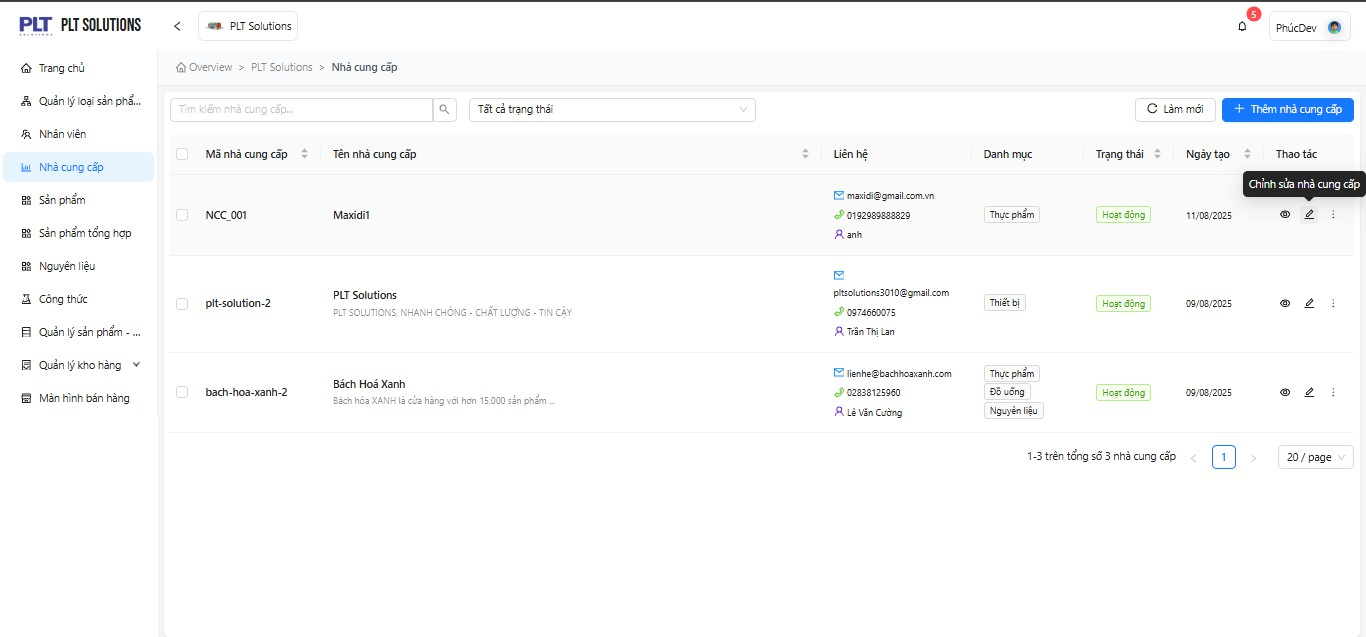 PLT SOLUTIONS PLT SOLUTIONS
PLT Solutions
5
PhúcDev
Trang chủ
Quản lý loại sản phẩ...
Nhân viên
Nhà cung cấp
Sản phẩm
Sản phẩm tổng hợp
Nguyên liệu
Công thức
Quản lý sản phẩm - ...
Quản lý kho hàng
Màn hình bán hàng
Overview > PLT Solutions > Nhà cung cấp
Tìm kiếm nhà cung cấp...
Tất cả trạng thái
Làm mới
+ Thêm nhà cung cấp
Mã nhà cung cấp Tên nhà cung cấp Liên hệ Danh mục Trạng thái Ngày tạo Thao tác
Chỉnh sửa nhà cung cấp
NCC_001
Maxidi1
maxidi@gmail.com.vn
0192989888829
anh
Thực phẩm
Hoạt động
11/08/2025
plt-solution-2
PLT Solutions
PLT SOLUTIONS, NHANH CHÓNG - CHẤT LƯỢNG - TIN CẬY
pltsolutions3010@gmail.com
0974660075
Trần Thị Lan
Thiết bị
Hoạt động
09/08/2025
bach-hoa-xanh-2
Bách Hoá Xanh
Bách hóa XANH là cửa hàng với hơn 15.000 sản phẩm ...
lienhe@bachhoaxanh.com
02838125960
Lê Văn Cường
Thực phẩm
Đồ uống
Nguyên liệu
Hoạt động
09/08/2025
1-3 trên tổng số 3 nhà cung cấp < 1 > 20 / page